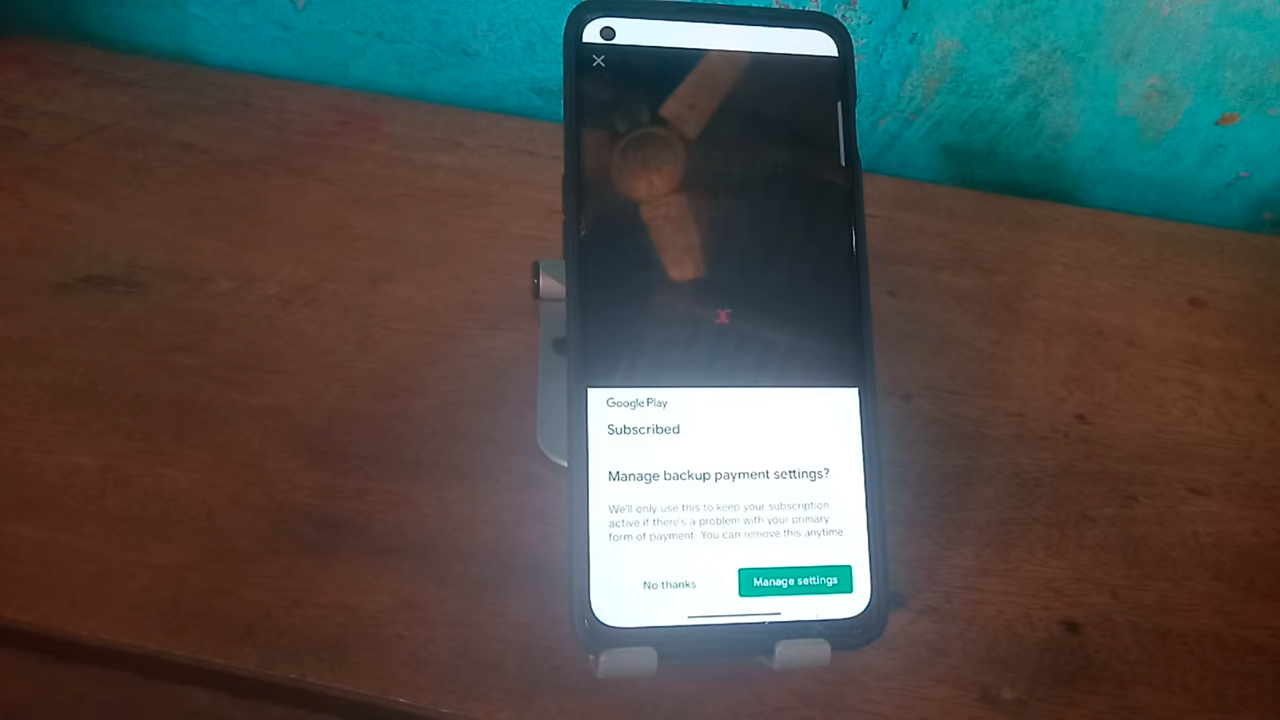 Google Play
Subscribed
Manage backup payment settings?
We'll only use this to keep your subscription
active if there's a problem with your primary
form of payment. You can remove this anytime
No thanks
Manage settings